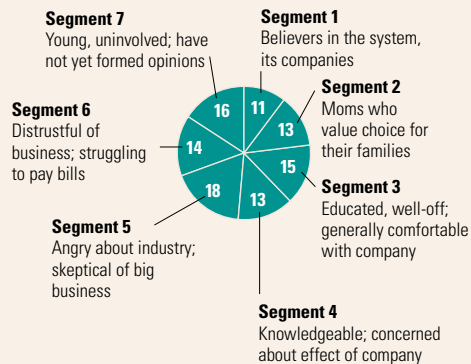 Segment 7
Young, uninvolved; have
not yet formed opinions
Segment 1
Believers in the system,
its companies
Segment 2
Moms who
value choice for
their families
Segment 6
Distrustful of
business; struggling
to pay bills
16
11
13
14
15
18
13
Segment 3
Educated, well-off;
generally comfortable
with company
Segment 5
Angry about industry;
skeptical of big
business
Segment 4
Knowledgeable; concerned
about effect of company